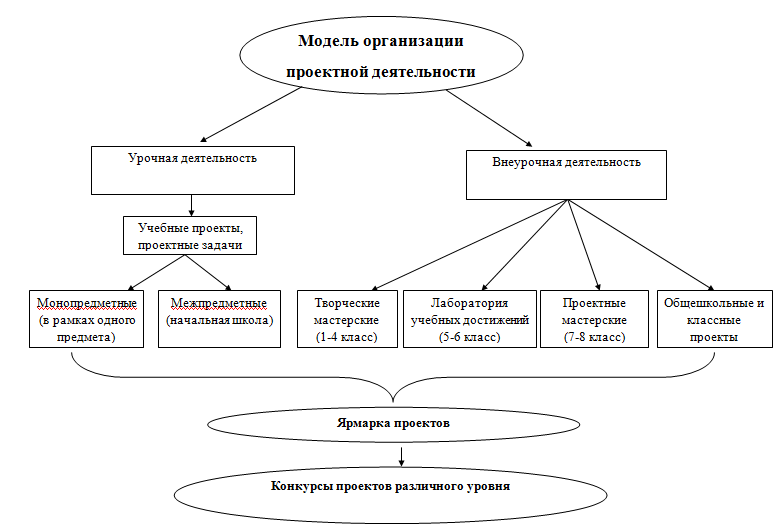 Модель организации
проектной деятельности
Урочная деятельность
Внеурочная деятельность
Учебные проекты,
проектные задачи
Монопредметные
(в рамках одного
предмета)
Межпредметные
(начальная школа)
Творческие
мастерские
(1-4 класс)
Лаборатория
учебных достижений
(5-6 класс)
Проектные
мастерские
(7-8 класс)
Общешкольные и
классные
проекты
Ярмарка проектов
Конкурсы проектов различного уровня